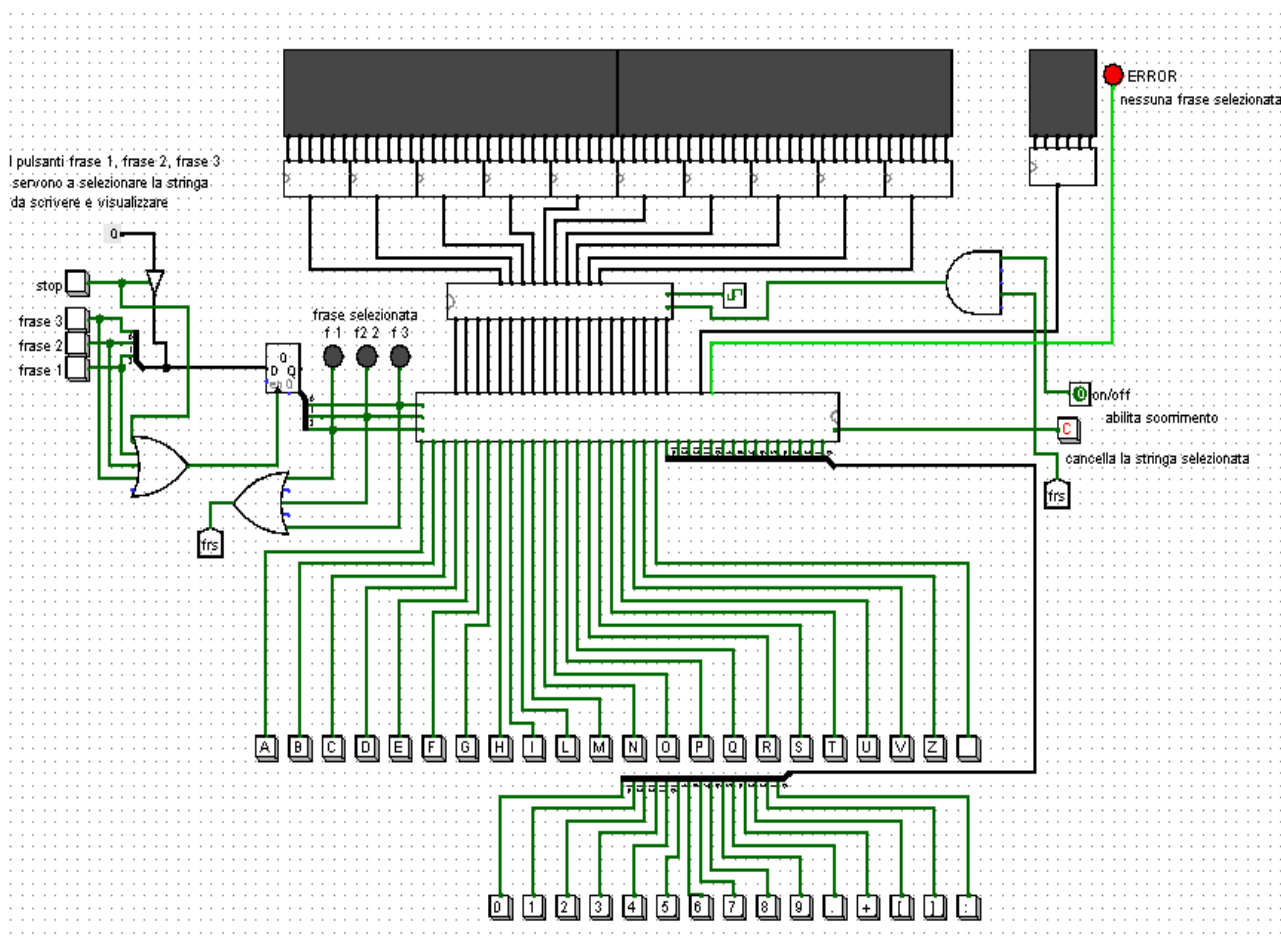 ERROR
nessuna frase selezionata
I pulsanti frase 1, frase 2, frase 3
servono a selezionare la stringa
da scrivere e visualizzare
0
stop
frase 3
frase 2
frase 1
frase selezionata
f 1 f2 2 f 3
Q
D Q
en 0
on/off
abilita scorrimento
C
cancella la stringa selezionata
frs
frs
A B C D E F G H I L M N O P Q R S T U V Z
0 1 2 3 4 5 6 7 8 9 . + [ ] :